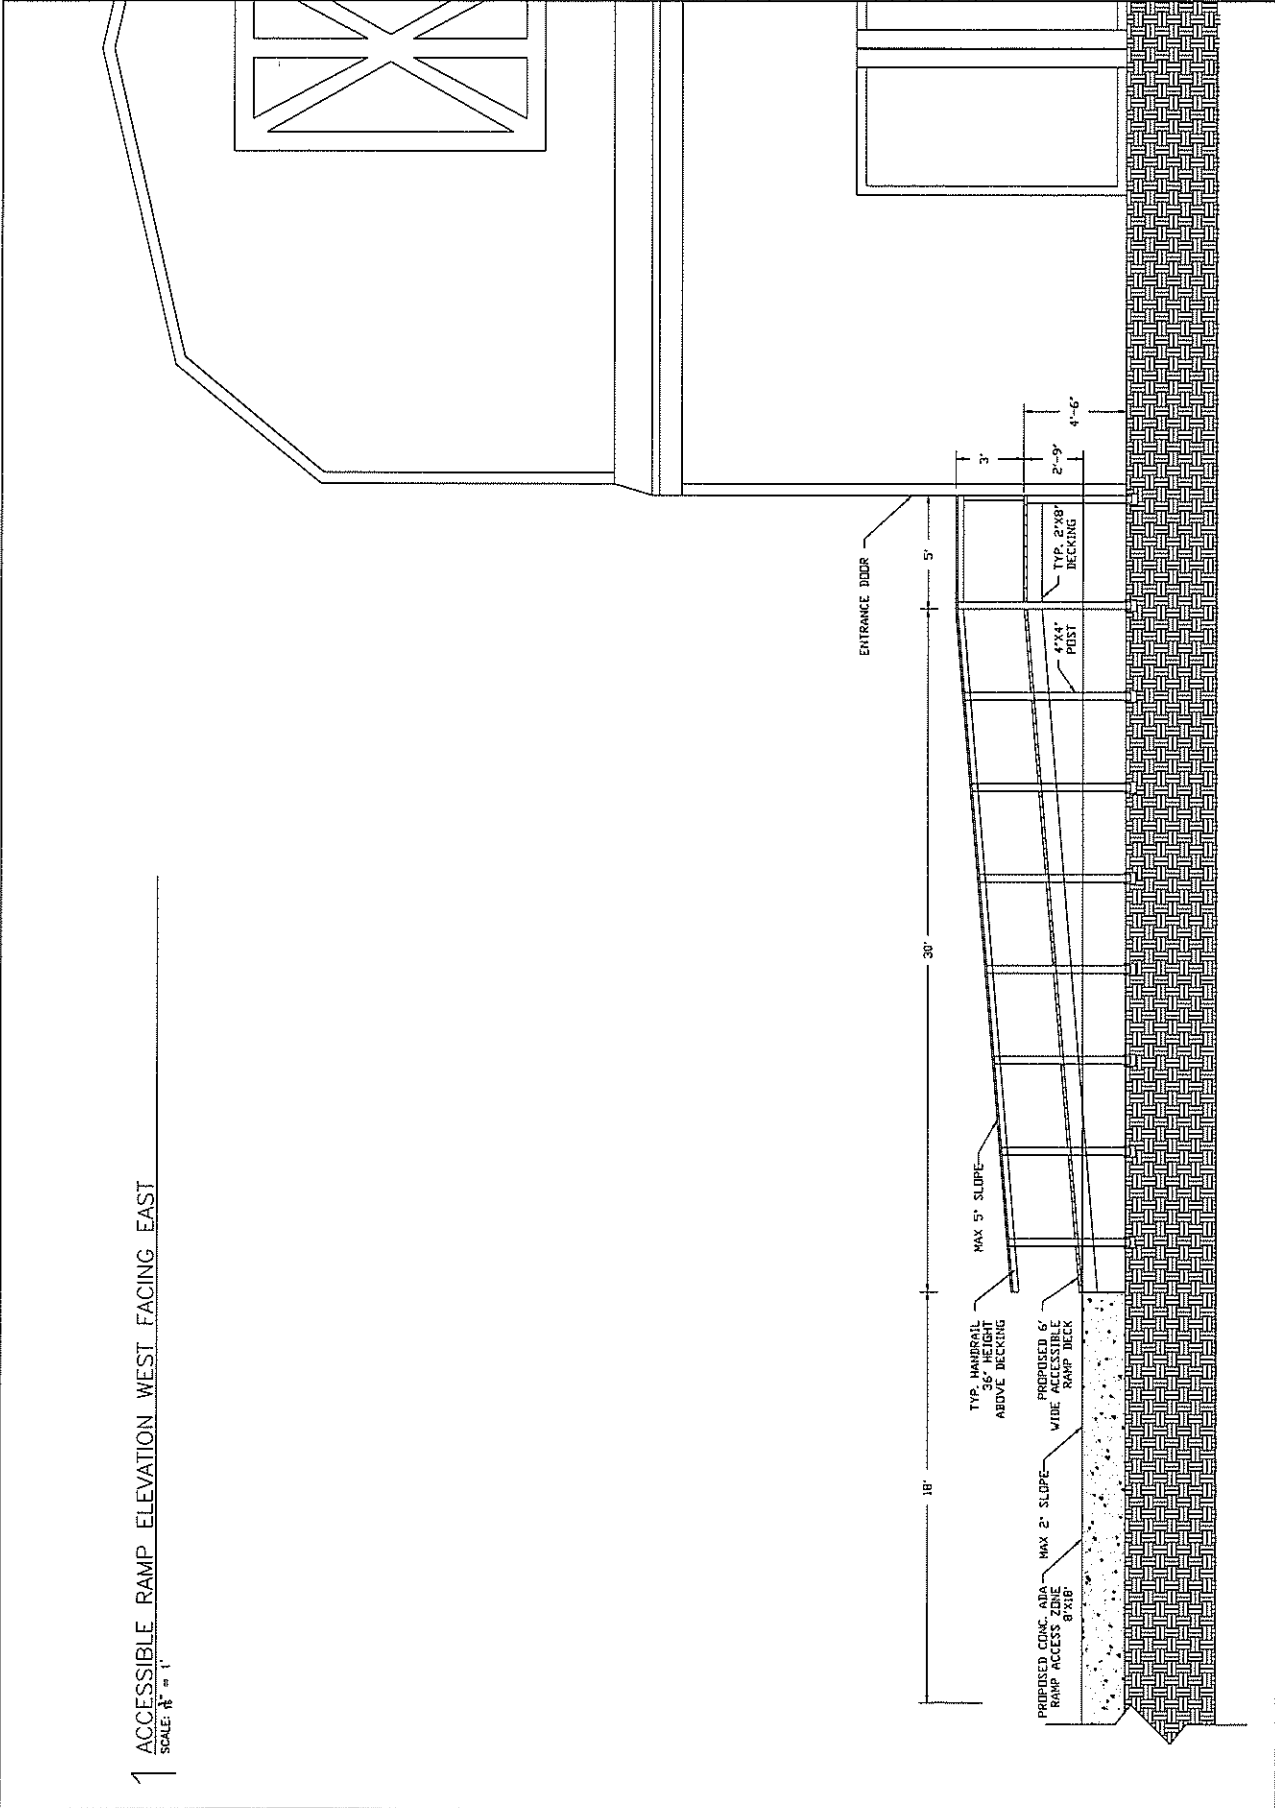 1
ACCESSIBLE RAMP ELEVATION WEST FACING EAST
ENTRANCE DOOR
5'
3'
2'-9"
4'-6"
TYP. 2"X8"
DECKING
4"X4"
POST
30'
MAX 5° SLOPE
TYP. HANDRAIL
36" HEIGHT
ABOVE DECKING
PROPOSED 6'
WIDE ACCESSIBLE
RAMP DECK
18'
MAX 2° SLOPE
PROPOSED CONC. ADA
RAMP ACCESS ZONE
8'X18'
SCALE: = 1'